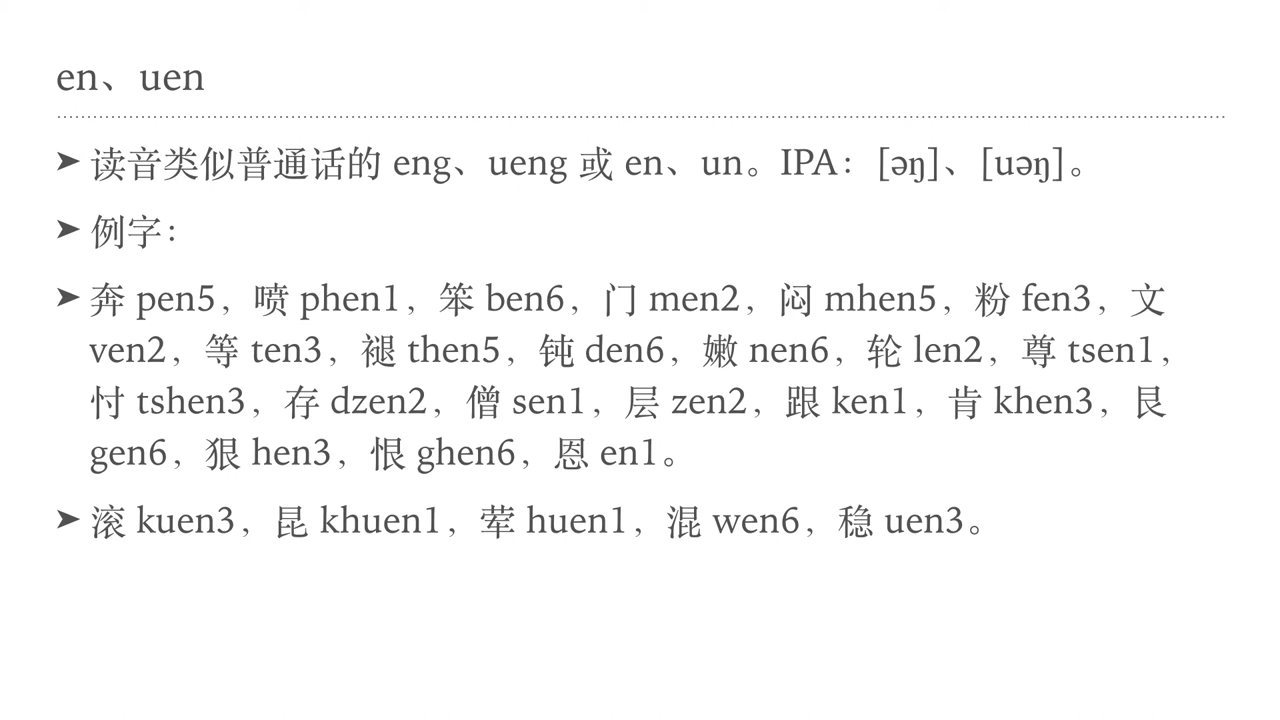 en、uen
➤ 读音类似普通话的 eng、ueng 或 en、un。IPA：[əŋ]、[uəŋ]。
➤ 例字：
➤ 奔 pen5，喷 phen1，笨 ben6，门 men2，闷 mhen5，粉 fen3，文
ven2，等 ten3，褪 then5，钝 den6，嫩 nen6，轮 len2，尊 tsen1，
忖 tshen3，存 dzen2，僧 sen1，层 zen2，跟 ken1，肯 khen3，艮
gen6，狠 hen3，恨 ghen6，恩 en1。
➤ 滚 kuen3，昆 khuen1，荤 huen1，混 wen6，稳 uen3。